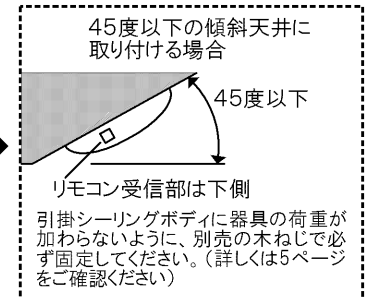 45度以下の傾斜天井に
取り付ける場合
45度以下
リモコン受信部は下側
引掛シーリングボディに器具の荷重が
加わらないように、別売の木ねじで必
ず固定してください。(詳しくは5ページ
をご確認ください)